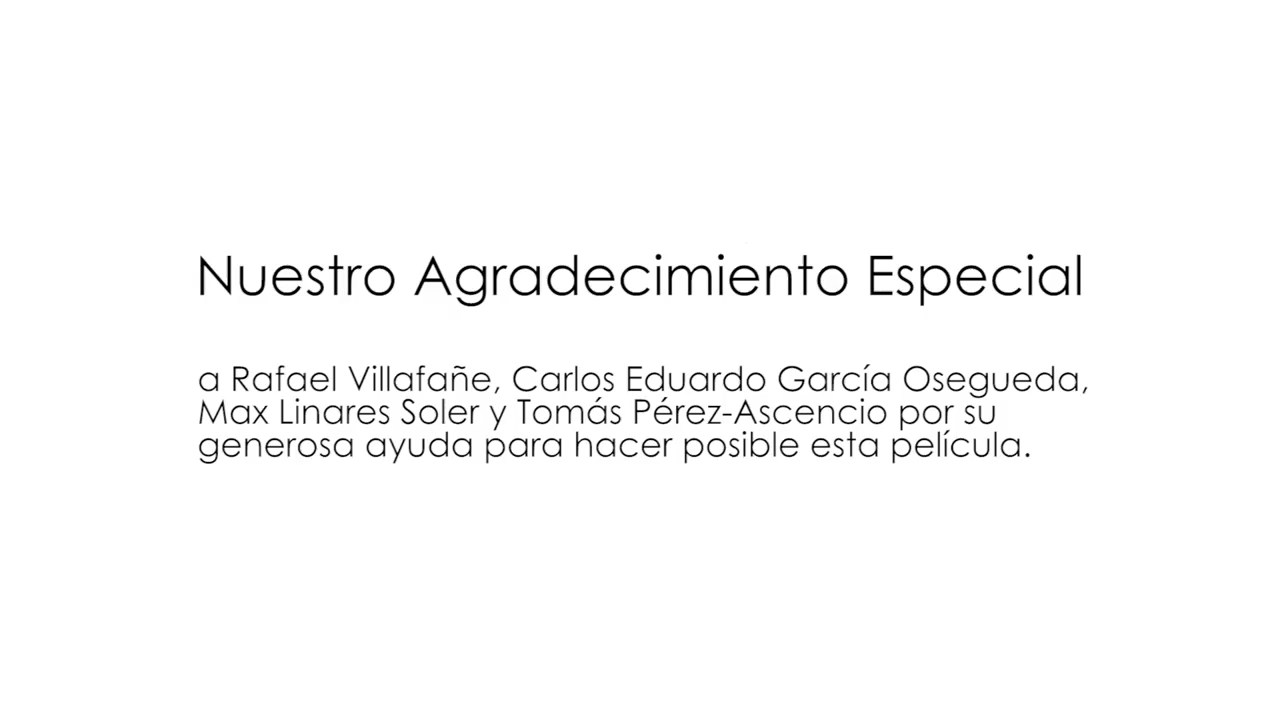 Nuestro Agradecimiento Especial
a Rafael Villafañe, Carlos Eduardo García Osegueda,
Max Linares Soler y Tomás Pérez-Ascencio por su
generosa ayuda para hacer posible esta película.